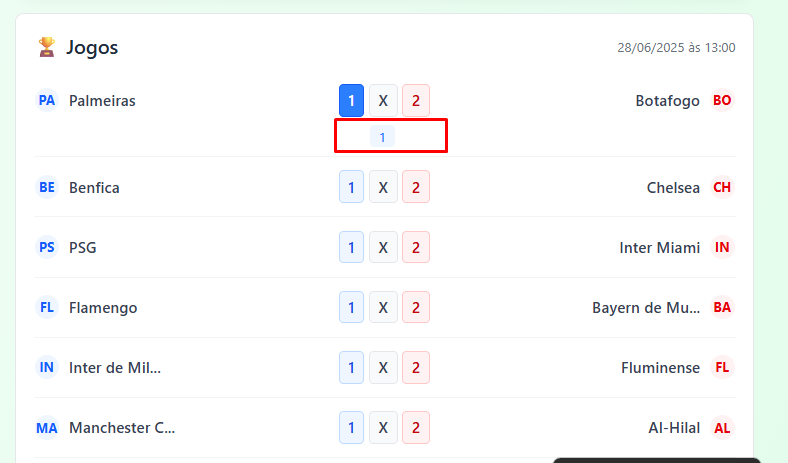 Jogos 28/06/2025 às 13:00
PA Palmeiras 1 X 2 Botafogo BO
1
BE Benfica 1 X 2 Chelsea CH
PS PSG 1 X 2 Inter Miami IN
FL Flamengo 1 X 2 Bayern de Mu... BA
IN Inter de Mil... 1 X 2 Fluminense FL
MA Manchester C... 1 X 2 Al-Hilal AL